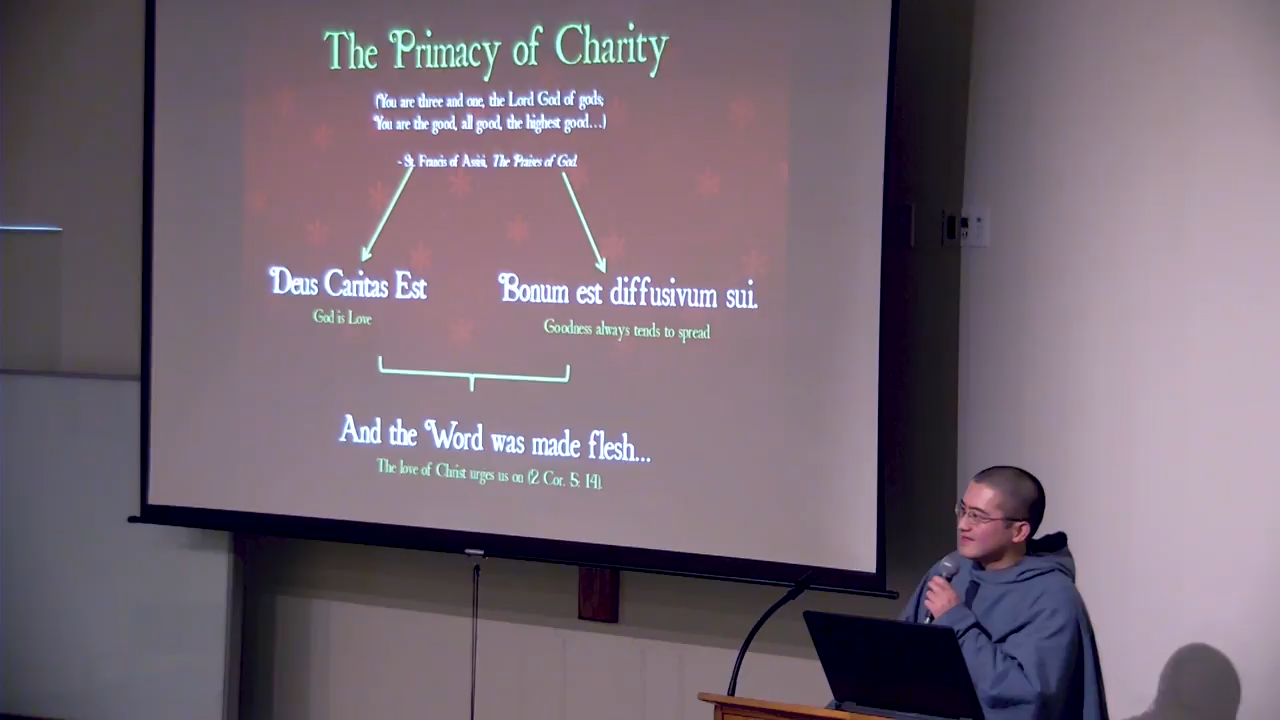 The Primacy of Charity
(You are three and one, the Lord God of gods;
You are the good, all good, the highest good...)
- St. Francis of Assisi, The Praises of God.
Deus Caritas Est
Bonum est diffusivum sui.
God is Love
Goodness always tends to spread
And the Word was made flesh...
The love of Christ urges us on (2 Cor. 5: 14).